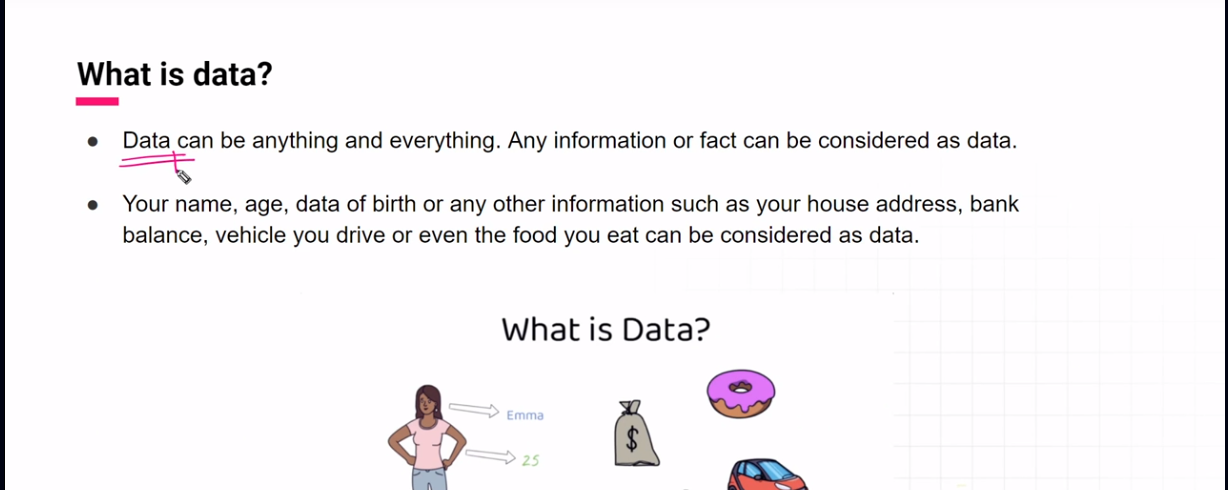 What is data?
● Data can be anything and everything. Any information or fact can be considered as data.
● Your name, age, data of birth or any other information such as your house address, bank
balance, vehicle you drive or even the food you eat can be considered as data.
What is Data?
Emma
$
25